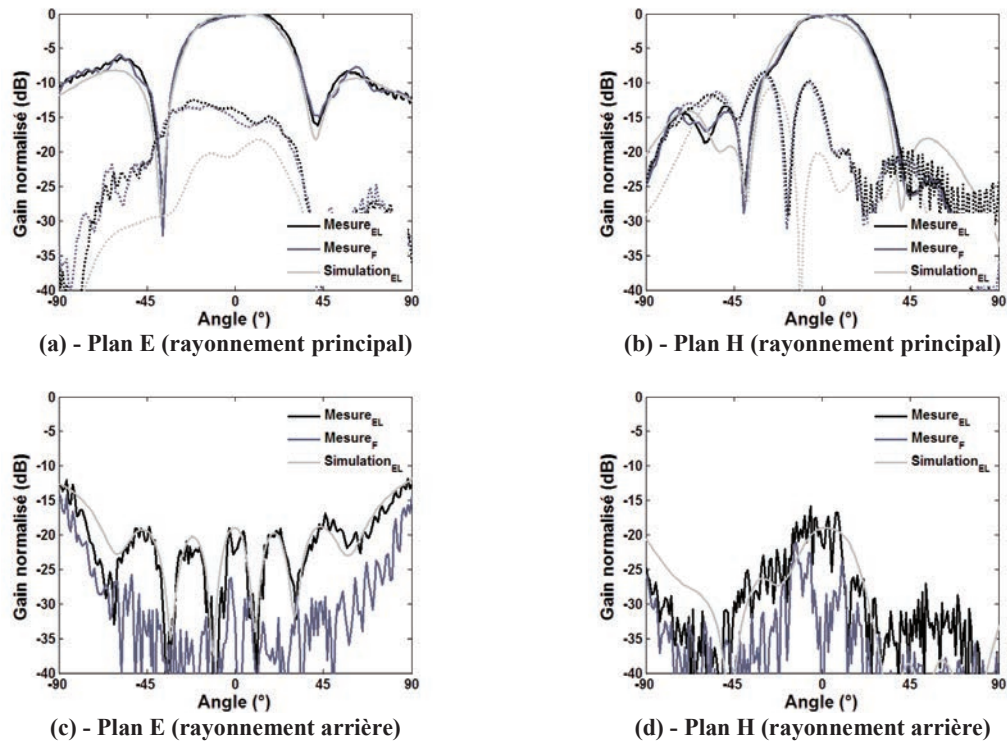 0
-5
-10
-15
-20
-25
-30
-35
-40
Gain normalisé (dB)
Mesure_EL
Mesure_F
Simulation_EL
-90 -45 0 45 90
Angle (°)
(a) - Plan E (rayonnement principal)
0
-5
-10
-15
-20
-25
-30
-35
-40
Gain normalisé (dB)
Mesure_EL
Mesure_F
Simulation_EL
-90 -45 0 45 90
Angle (°)
(b) - Plan H (rayonnement principal)
0
-5
-10
-15
-20
-25
-30
-35
-40
Gain normalisé (dB)
Mesure_EL
Mesure_F
Simulation_EL
-90 -45 0 45 90
Angle (°)
(c) - Plan E (rayonnement arrière)
0
-5
-10
-15
-20
-25
-30
-35
-40
Gain normalisé (dB)
Mesure_EL
Mesure_F
Simulation_EL
-90 -45 0 45 90
Angle (°)
(d) - Plan H (rayonnement arrière)